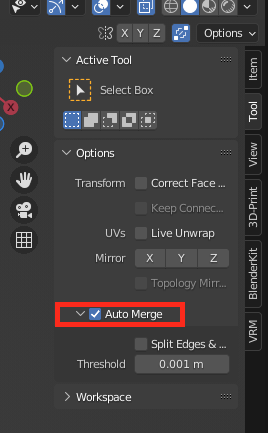 X Y Z Options
Active Tool
Select Box
Options
Transform Correct Face ...
Keep Connec...
UVs Live Unwrap
Mirror X Y Z
Topology Mirr...
Auto Merge
Split Edges & ...
Threshold 0.001 m
Workspace
Item
Tool
View
3D-Print
BlenderKit
VRM
X